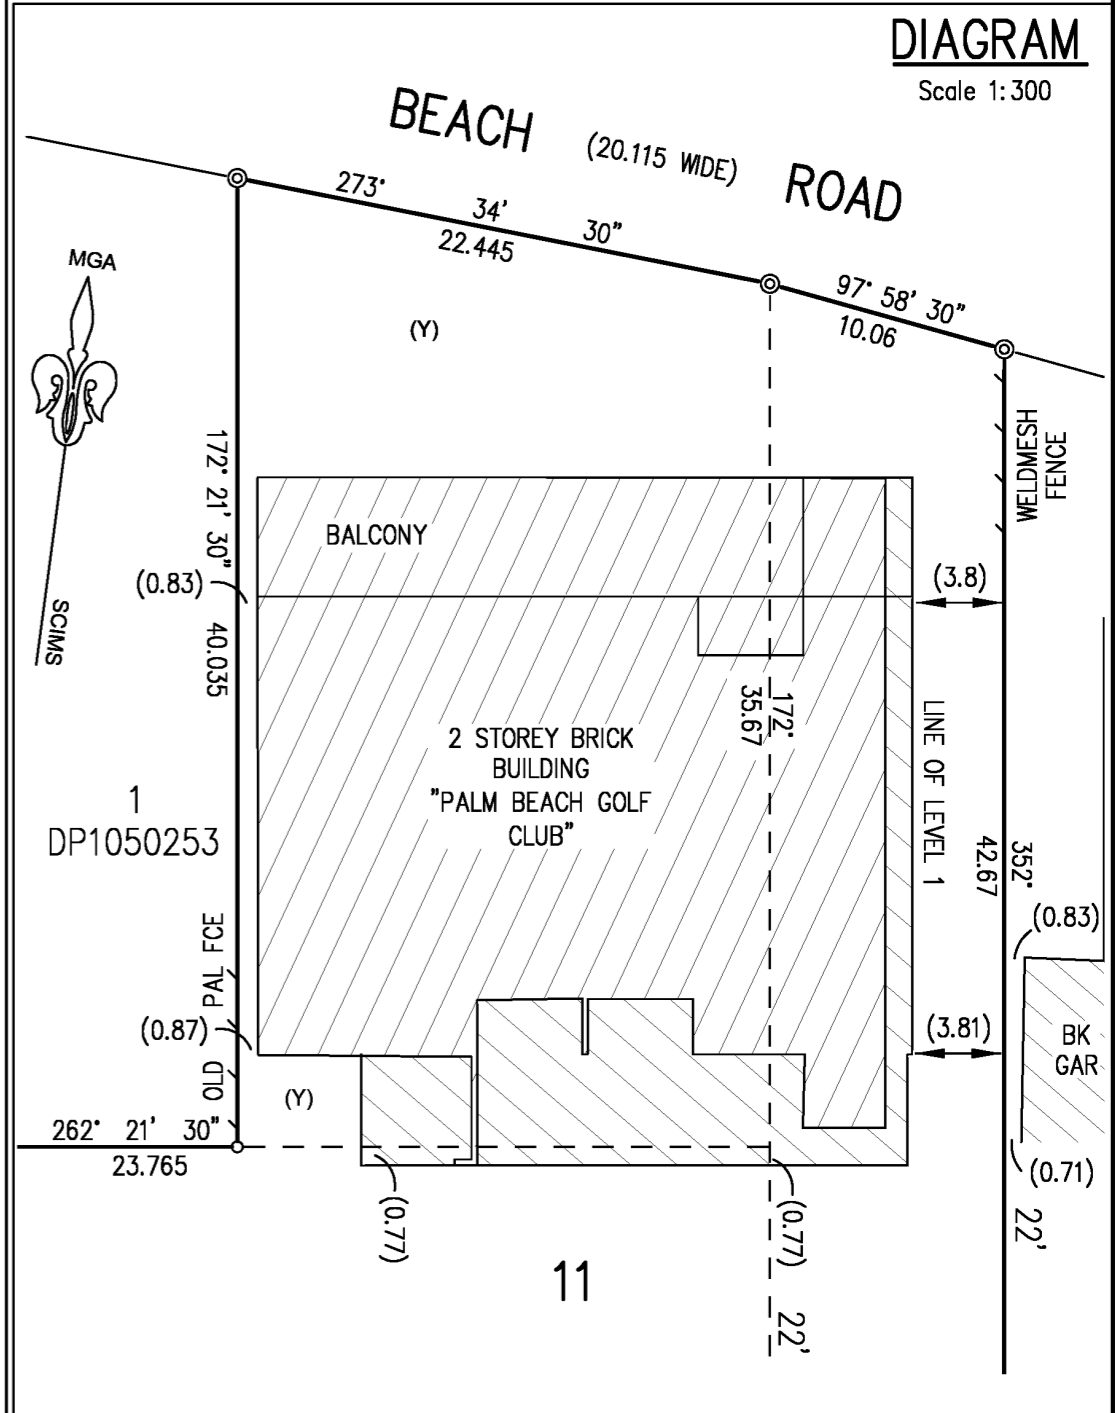 DIAGRAM
Scale 1:300
BEACH (20.115 WIDE) ROAD
273° 34' 30"
22.445
97° 58' 30"
10.06
MGA
SCIMS
(Y)
172° 21' 30"
40.035
WELDMESH
FENCE
BALCONY
(0.83)
(3.8)
172°
35.67
2 STOREY BRICK
BUILDING
"PALM BEACH GOLF
CLUB"
LINE OF LEVEL 1
1
DP1050253
352°
42.67
(0.83)
OLD PAL FCE
(0.87)
(3.81)
BK
GAR
(Y)
262° 21' 30"
23.765
(0.77)
(0.77)
(0.71)
22'
11
22'